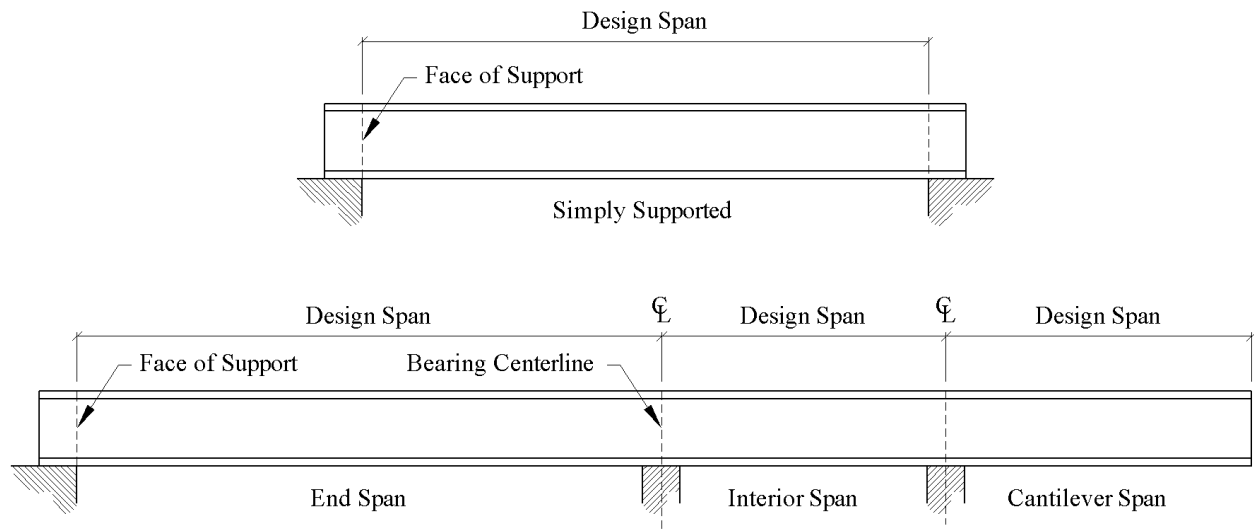 Design Span
Face of Support
Simply Supported
℄ ℄
Design Span Design Span Design Span
Face of Support Bearing Centerline
End Span Interior Span Cantilever Span